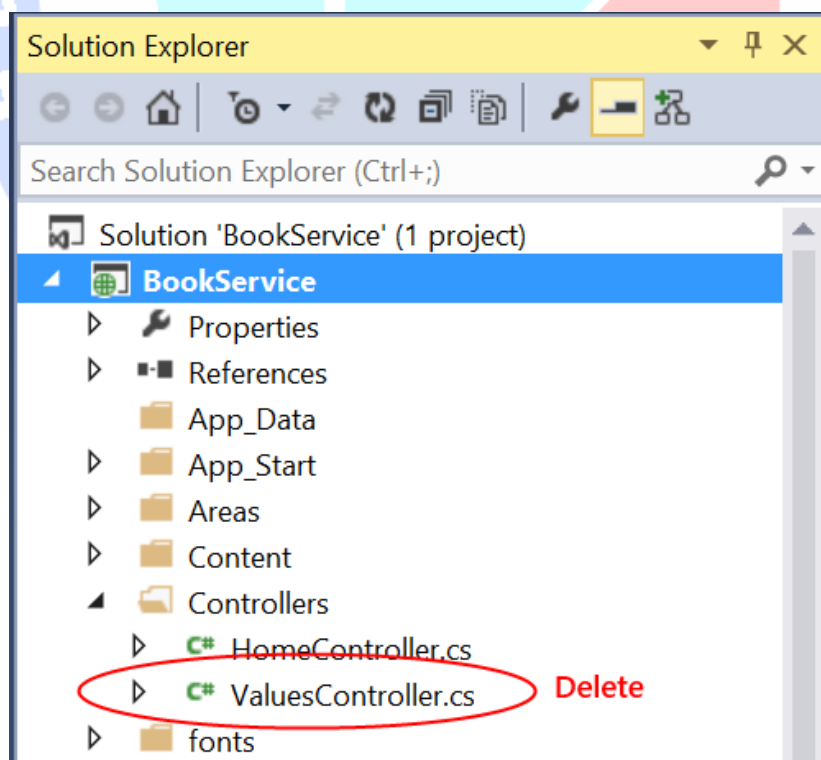 Solution Explorer
Search Solution Explorer (Ctrl+;)
Solution 'BookService' (1 project)
BookService
Properties
References
App_Data
App_Start
Areas
Content
Controllers
C# HomeController.cs
C# ValuesController.cs Delete
fonts